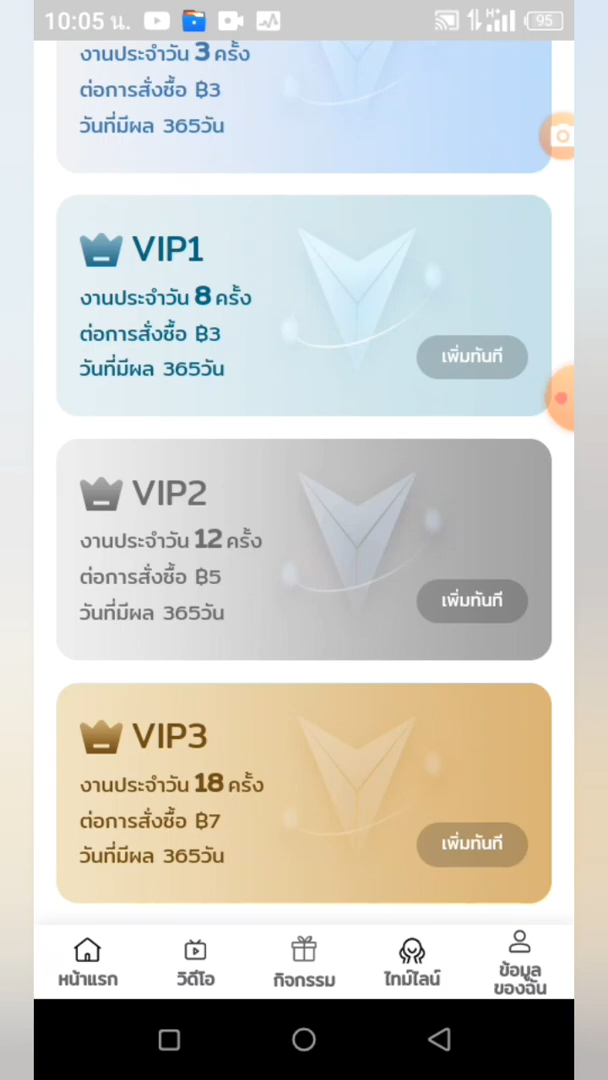 10:05 น.
H+
95
งานประจำวัน 3 ครั้ง
ต่อการสั่งซื้อ ฿3
วันที่มีผล 365วัน
VIP1
งานประจำวัน 8 ครั้ง
ต่อการสั่งซื้อ ฿3
วันที่มีผล 365วัน
เพิ่มทันที
VIP2
งานประจำวัน 12 ครั้ง
ต่อการสั่งซื้อ ฿5
วันที่มีผล 365วัน
เพิ่มทันที
VIP3
งานประจำวัน 18 ครั้ง
ต่อการสั่งซื้อ ฿7
วันที่มีผล 365วัน
เพิ่มทันที
หน้าแรก
วิดีโอ
กิจกรรม
ไทม์ไลน์
ข้อมูล
ของฉัน